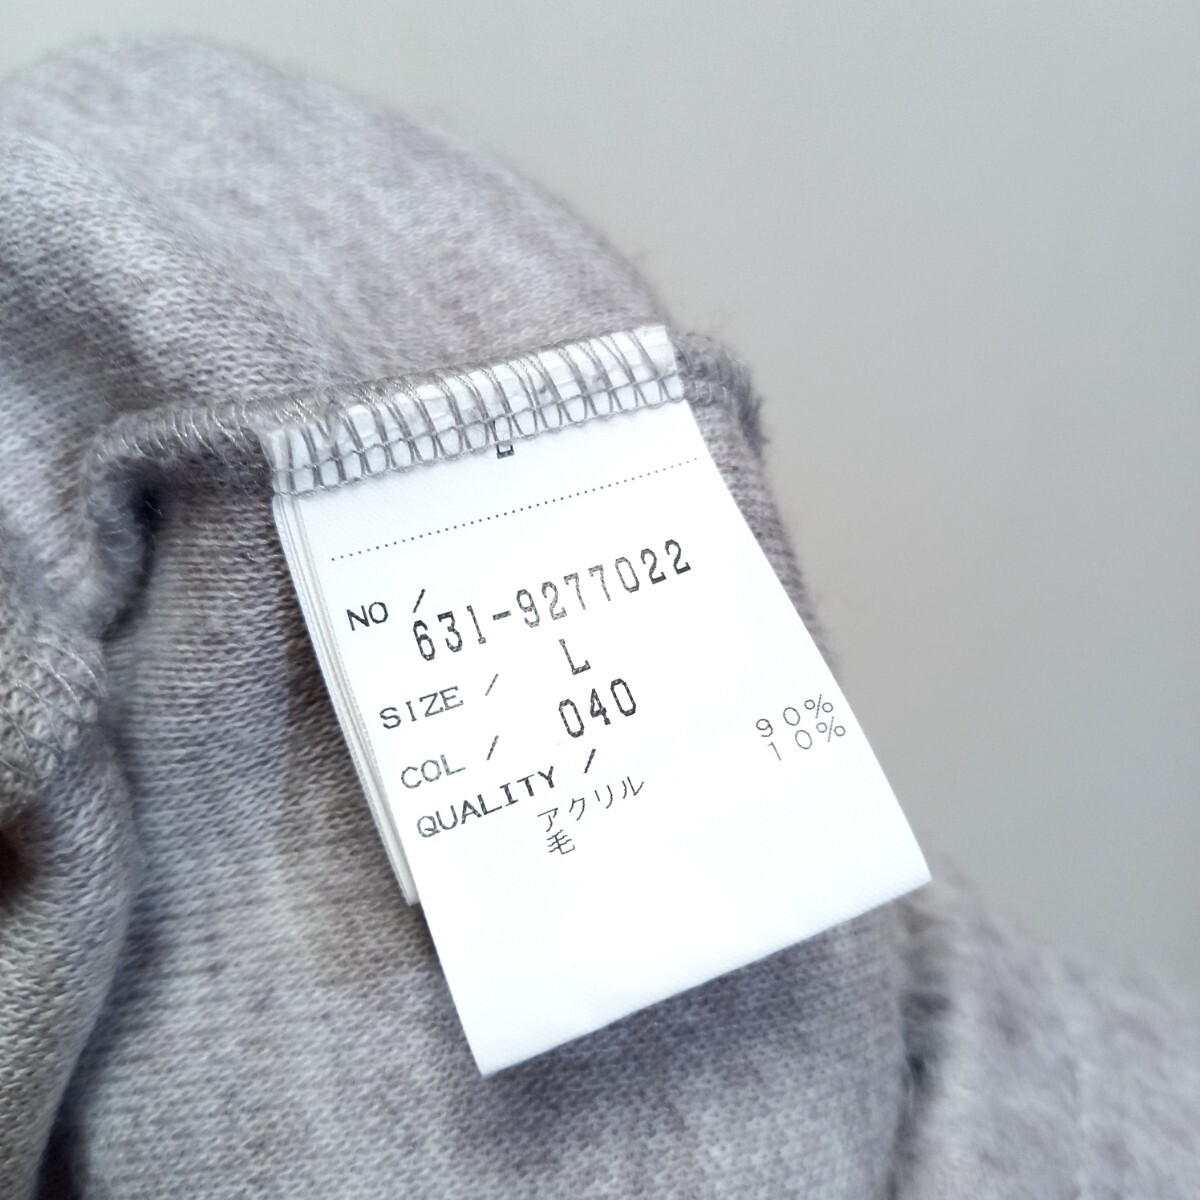 NO / 631-9277022
SIZE / L
COL / 040
QUALITY /
アクリル 90%
毛 10%